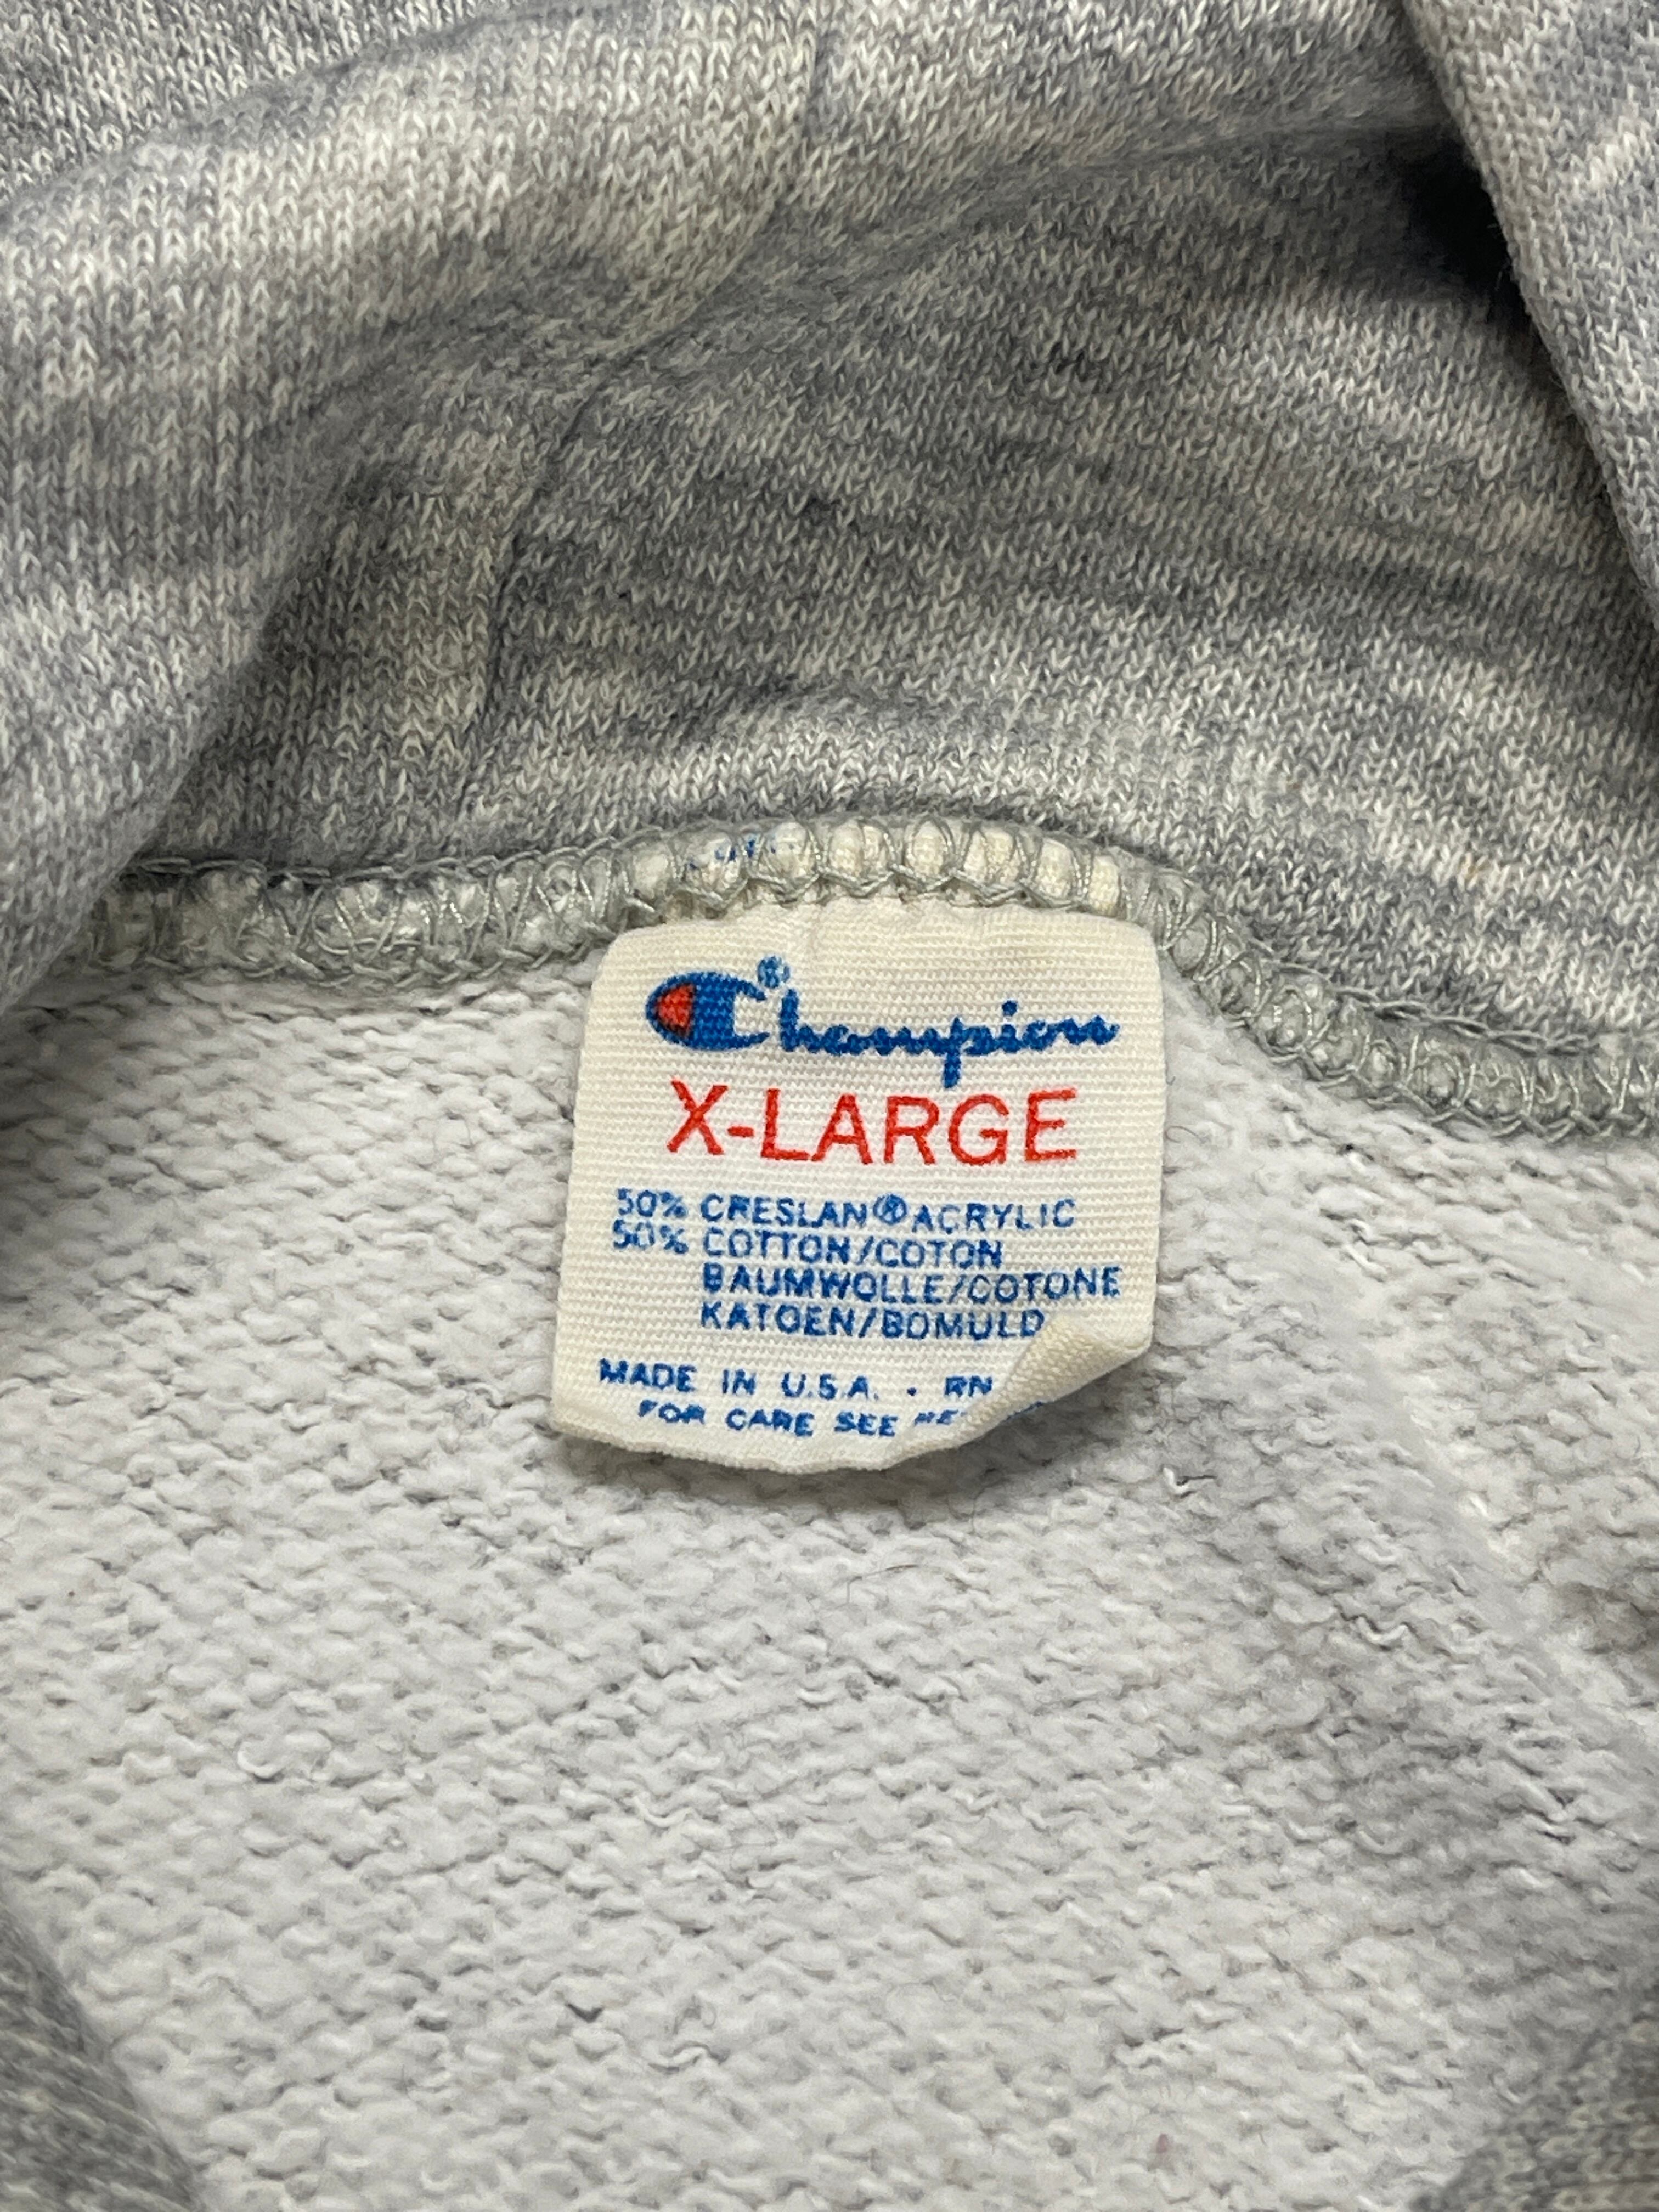 Champion®
X-LARGE
50% CRESLAN® ACRYLIC
50% COTTON/COTON
BAUMWOLLE/COTONE
KATOEN/BOMULD
MADE IN U.S.A. · RN
FOR CARE SEE